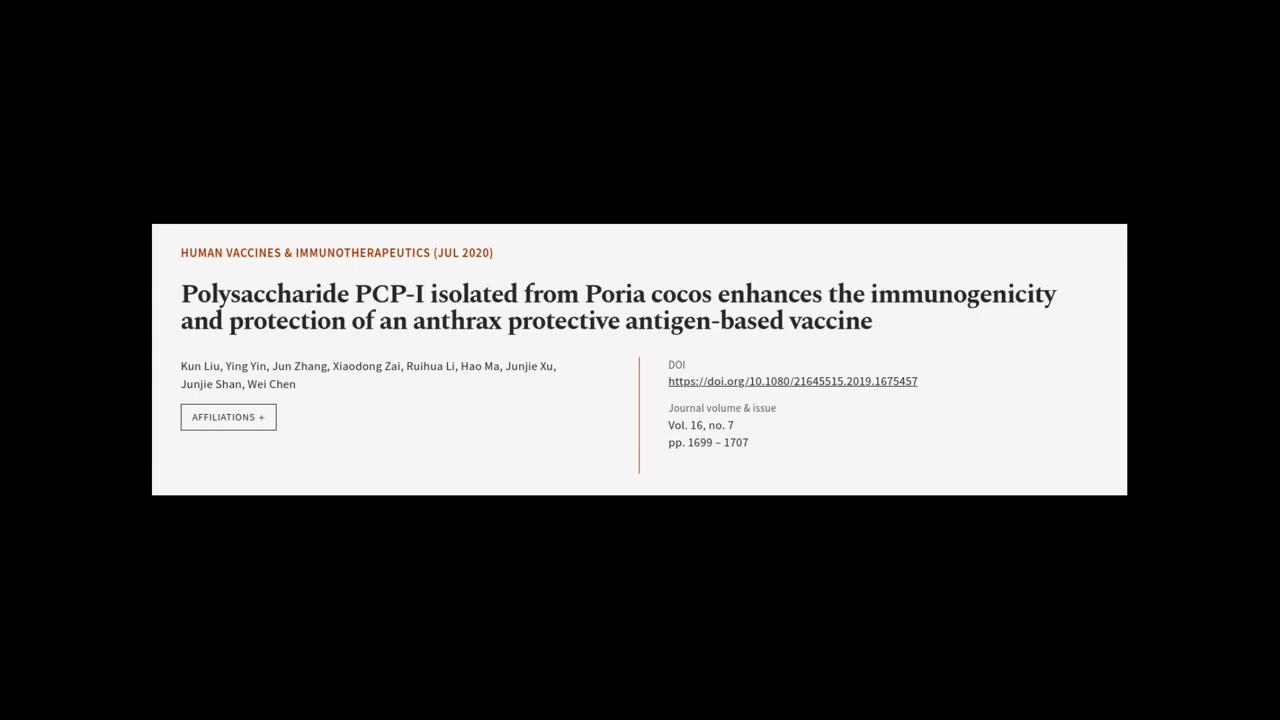 HUMAN VACCINES & IMMUNOTHERAPEUTICS (JUL 2020)
Polysaccharide PCP-I isolated from Poria cocos enhances the immunogenicity
and protection of an anthrax protective antigen-based vaccine
Kun Liu, Ying Yin, Jun Zhang, Xiaodong Zai, Ruihua Li, Hao Ma, Junjie Xu,
Junjie Shan, Wei Chen
AFFILIATIONS +
DOI
https://doi.org/10.1080/21645515.2019.1675457
Journal volume & issue
Vol. 16, no. 7
pp. 1699 – 1707